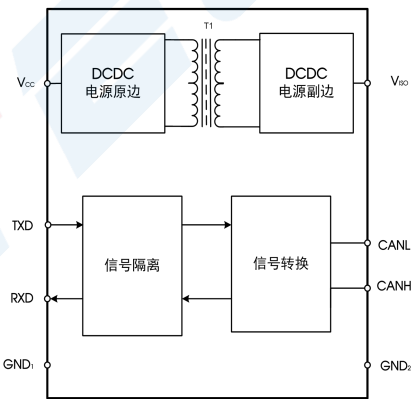 T1
DCDC
电源原边
DCDC
电源副边
Vcc
VISO
TXD
信号隔离
信号转换
CANL
RXD
CANH
GND1
GND2